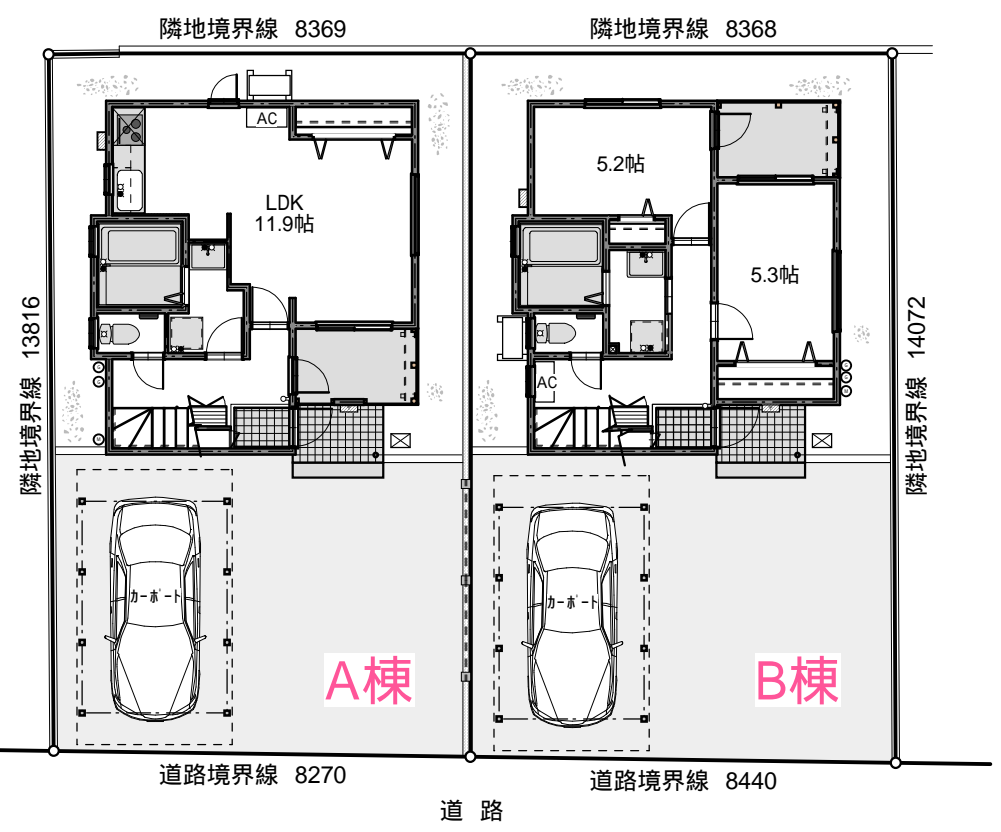 隣地境界線 8369
隣地境界線 8368
AC
LDK
11.9帖
5.2帖
5.3帖
隣地境界線 13816
隣地境界線 14072
AC
カーポート
カーポート
A棟
B棟
道路境界線 8270
道路境界線 8440
道 路